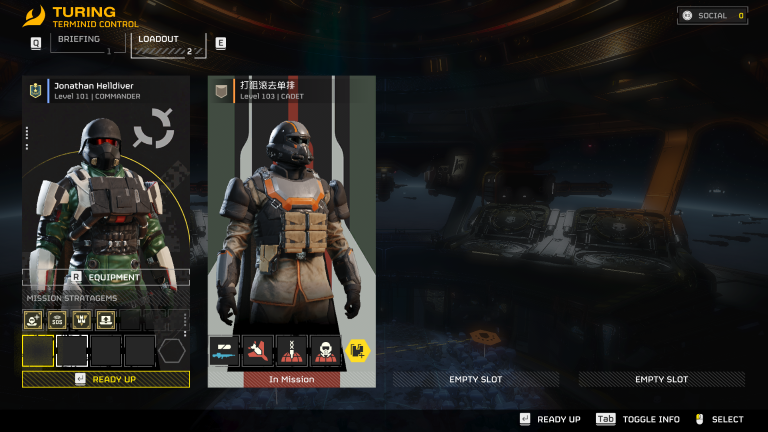 TURING
TERMINID CONTROL
SOCIAL 0
Q
BRIEFING
1
LOADOUT
2
E
Jonathan Helldiver
Level 101 | COMMANDER
打咀滚去单排
Level 103 | CADET
R EQUIPMENT
MISSION STRATAGEMS
SOS
READY UP
In Mission
EMPTY SLOT
EMPTY SLOT
READY UP
Tab TOGGLE INFO
SELECT